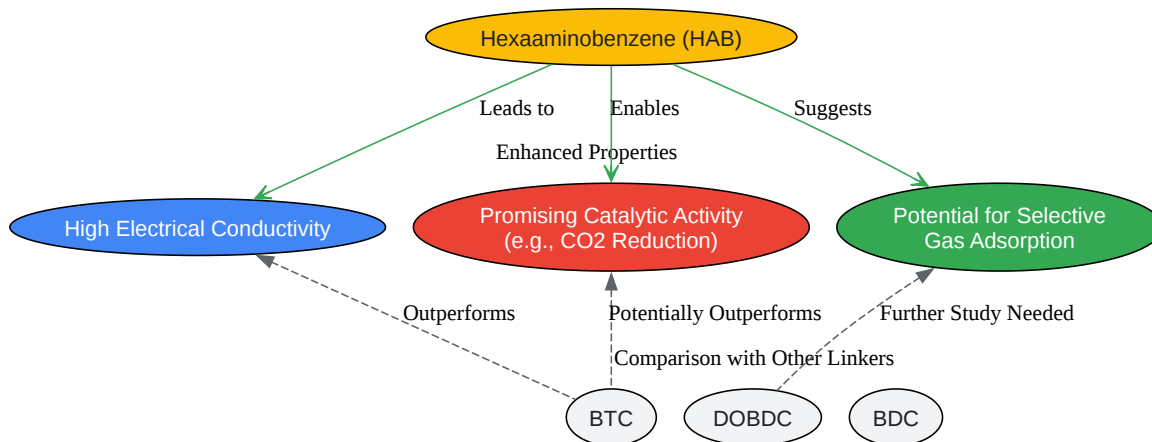 Hexaaminobenzene (HAB)
Leads to
Enables
Suggests
Enhanced Properties
High Electrical Conductivity
Promising Catalytic Activity
(e.g., CO2 Reduction)
Potential for Selective
Gas Adsorption
Outperforms
Potentially Outperforms
Further Study Needed
Comparison with Other Linkers
BTC
DOBDC
BDC